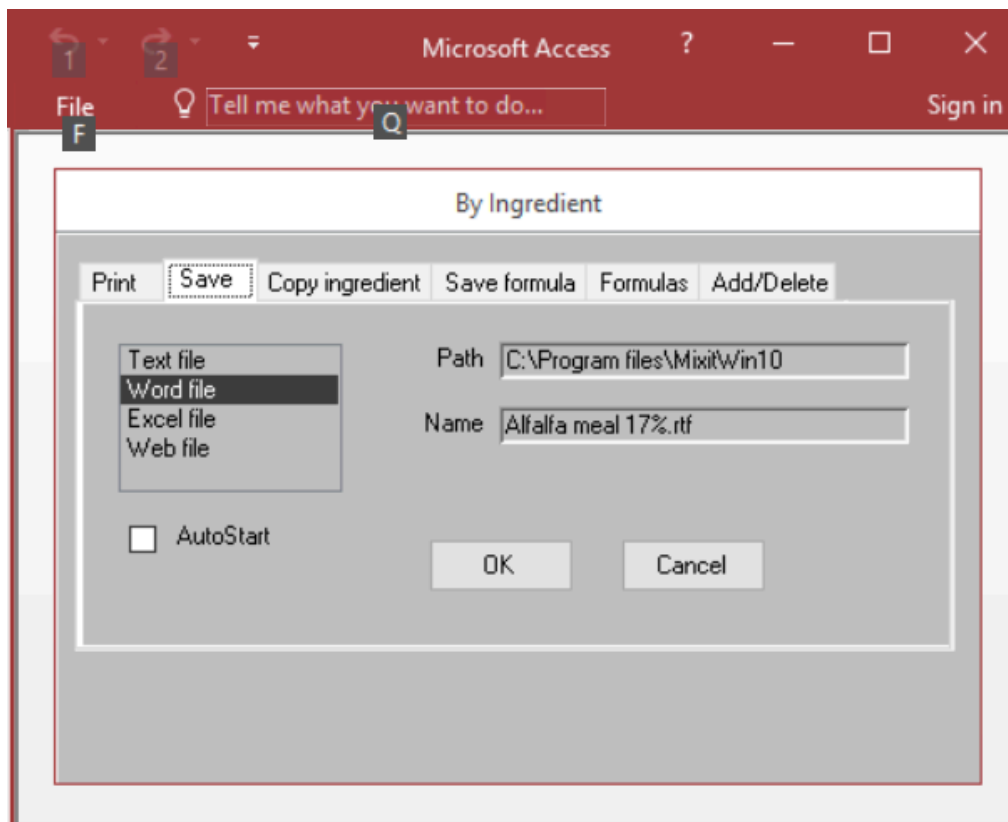 1 2 Microsoft Access ?
File Tell me what you want to do... Sign in
F Q
By Ingredient
Print Save Copy ingredient Save formula Formulas Add/Delete
Text file
Word file
Excel file
Web file
Path C:\Program files\MixitWin10
Name Alfalfa meal 17%.rtf
AutoStart
OK Cancel